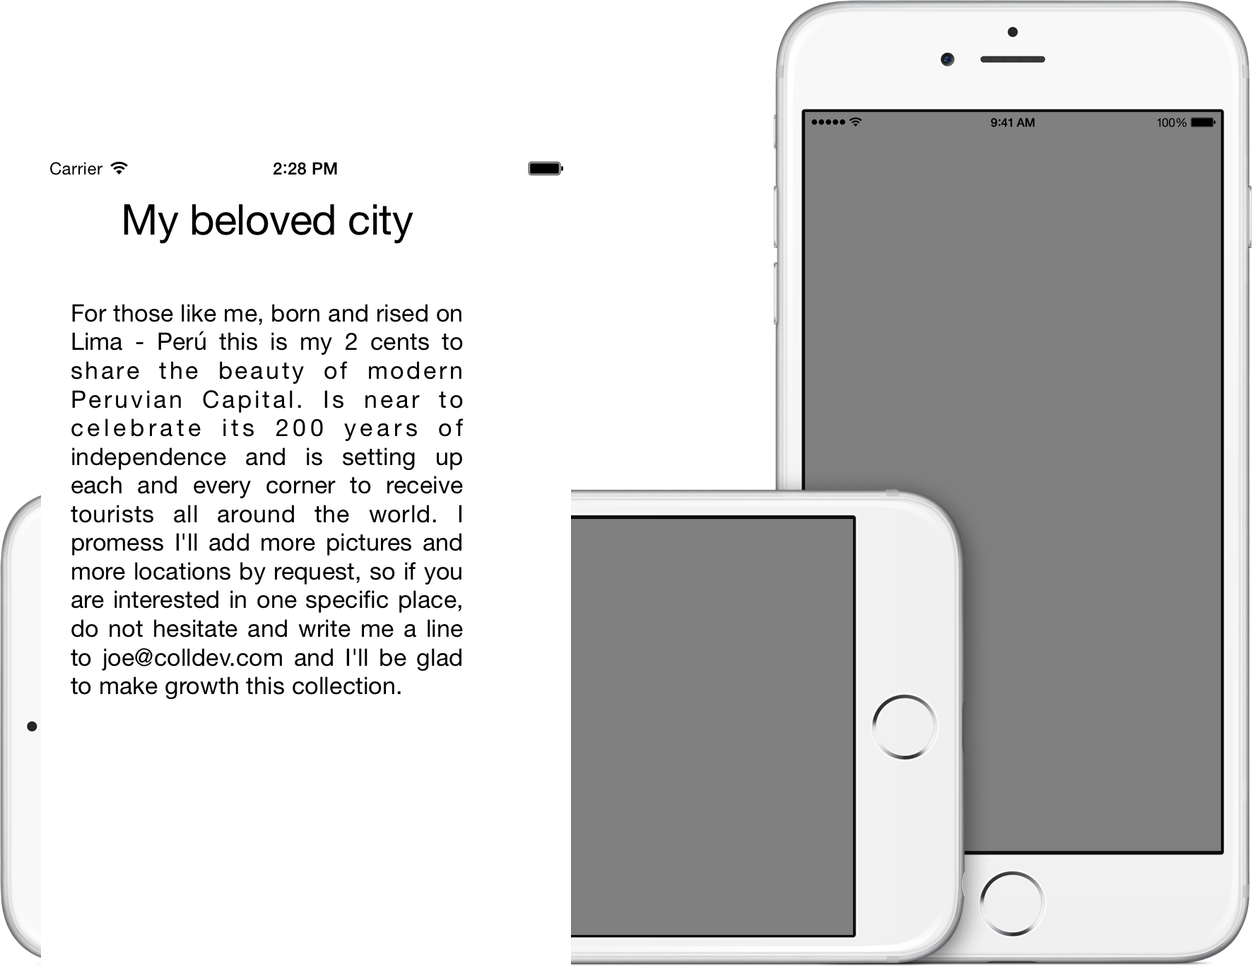 Carrier 2:28 PM
My beloved city
For those like me, born and rised on
Lima - Perú this is my 2 cents to
share the beauty of modern
Peruvian Capital. Is near to
celebrate its 200 years of
independence and is setting up
each and every corner to receive
tourists all around the world. I
promess I'll add more pictures and
more locations by request, so if you
are interested in one specific place,
do not hesitate and write me a line
to joe@colldev.com and I'll be glad
to make growth this collection.
9:41 AM 100%